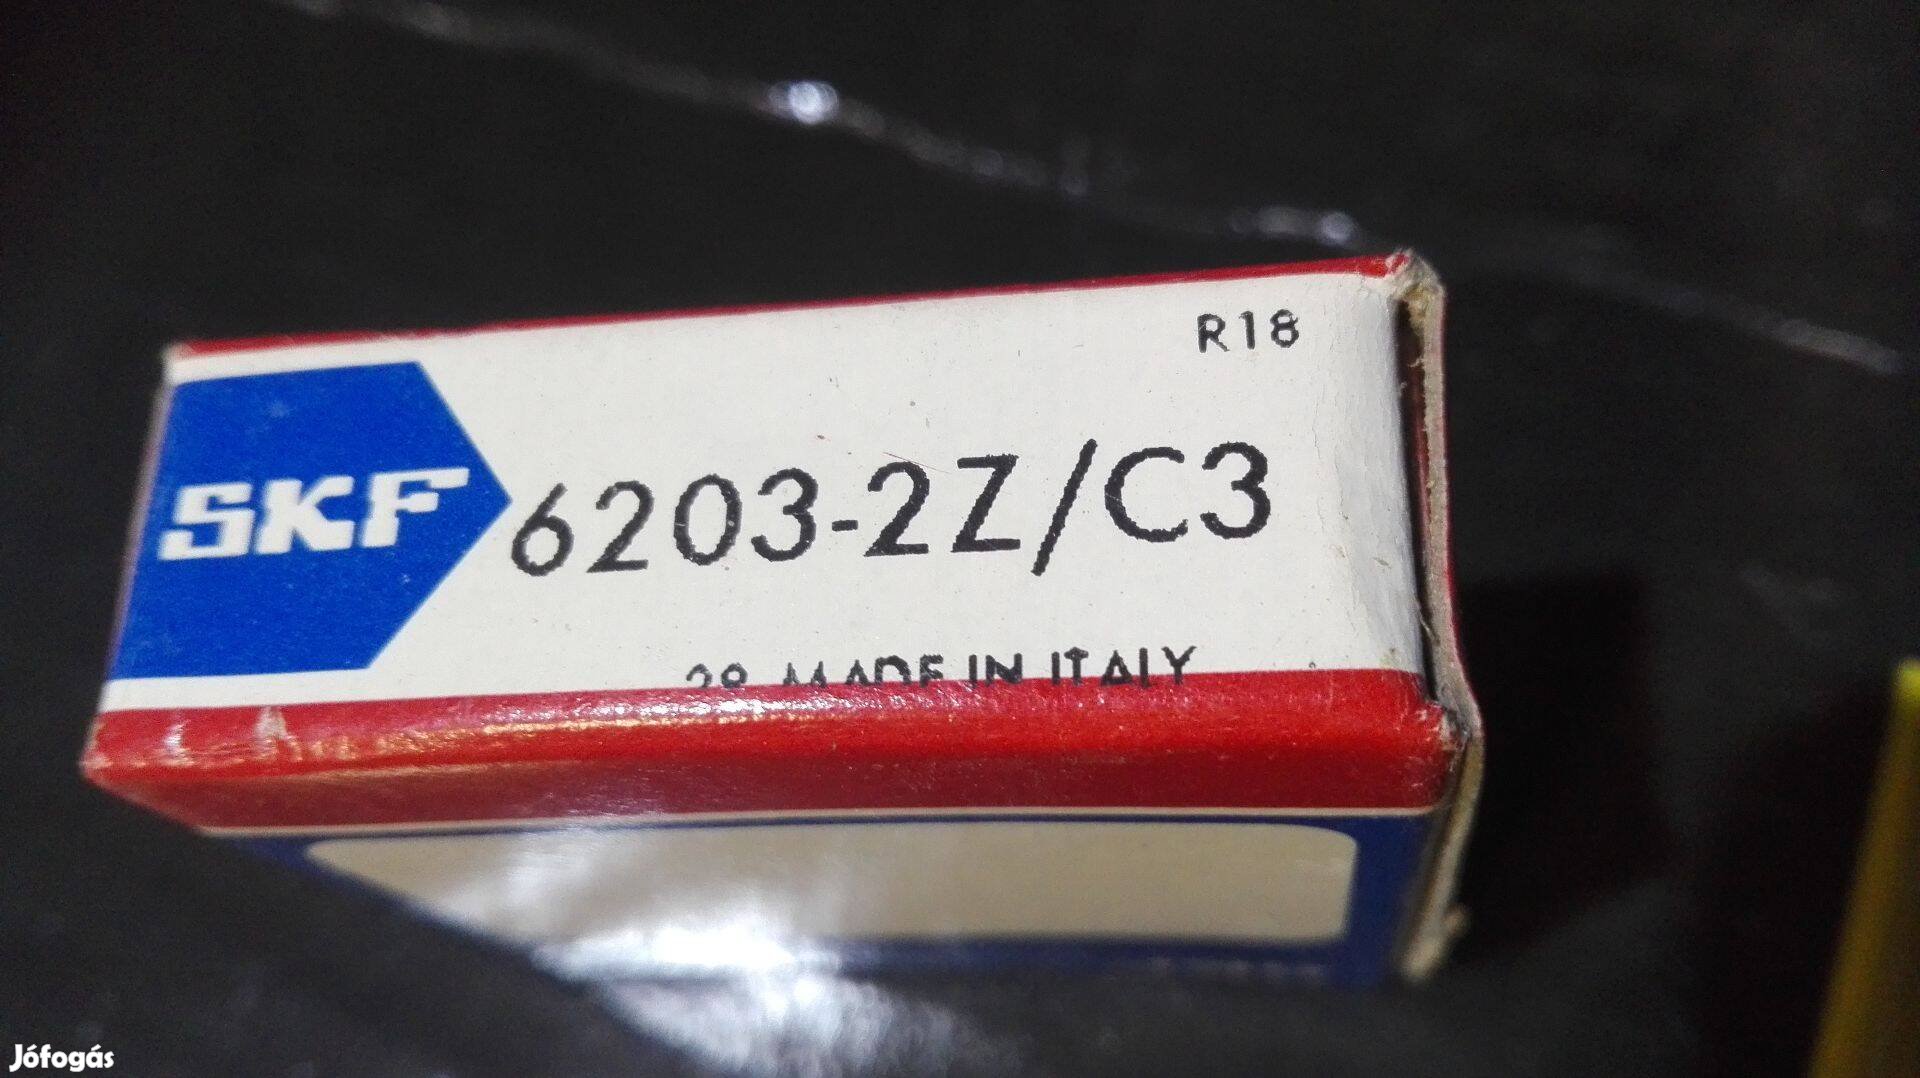 R18
SKF 6203-2Z/C3
MADE IN ITALY
Jófogás